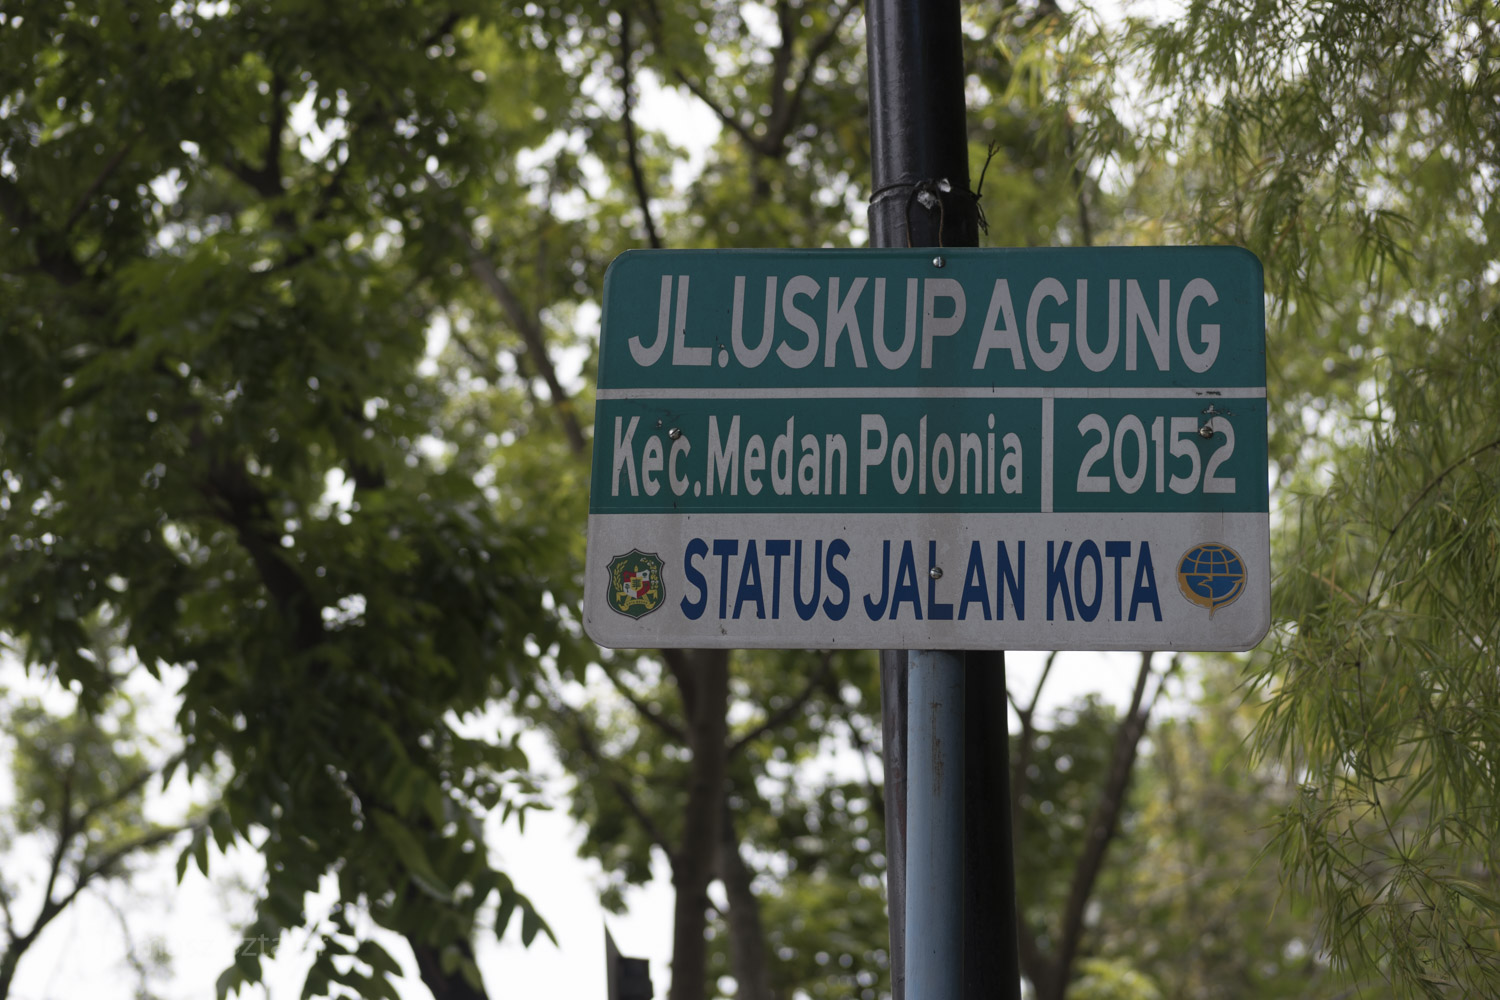 JL.USKUP AGUNG
Kec.Medan Polonia 20152
STATUS JALAN KOTA